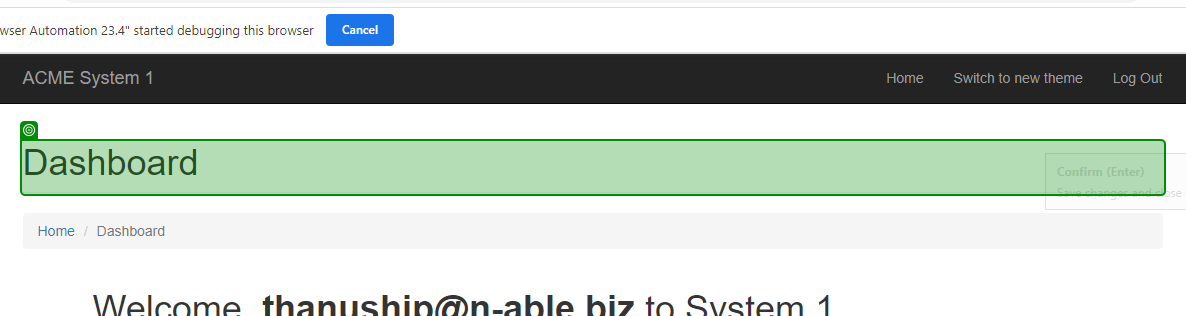 wser Automation 23.4" started debugging this browser Cancel
ACME System 1 Home Switch to new theme Log Out
Dashboard
Confirm (Enter)
Save changes and close
Home / Dashboard
Welcome, thanuship@n-able.biz to System 1